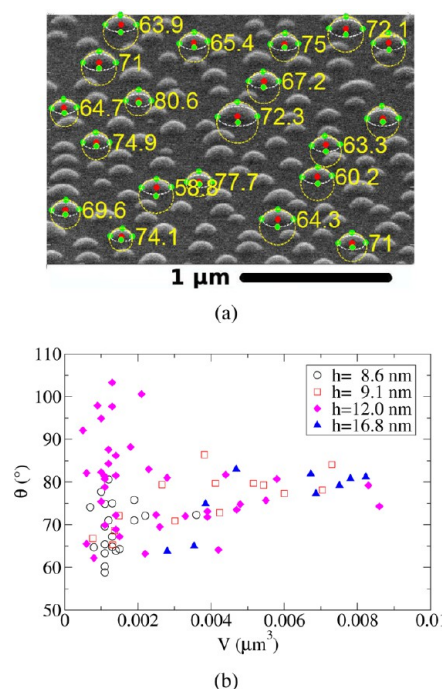 63.9
65.4
75
72.1
71
67.2
64.7
80.6
72.3
74.9
63.3
58.8
77.7
60.2
69.6
74.1
64.3
71
1 μm
(a)
110
100
90
80
70
60
50
θ (°)
h= 8.6 nm
h= 9.1 nm
h=12.0 nm
h=16.8 nm
0 0.002 0.004 0.006 0.008 0.01
V (μm³)
(b)